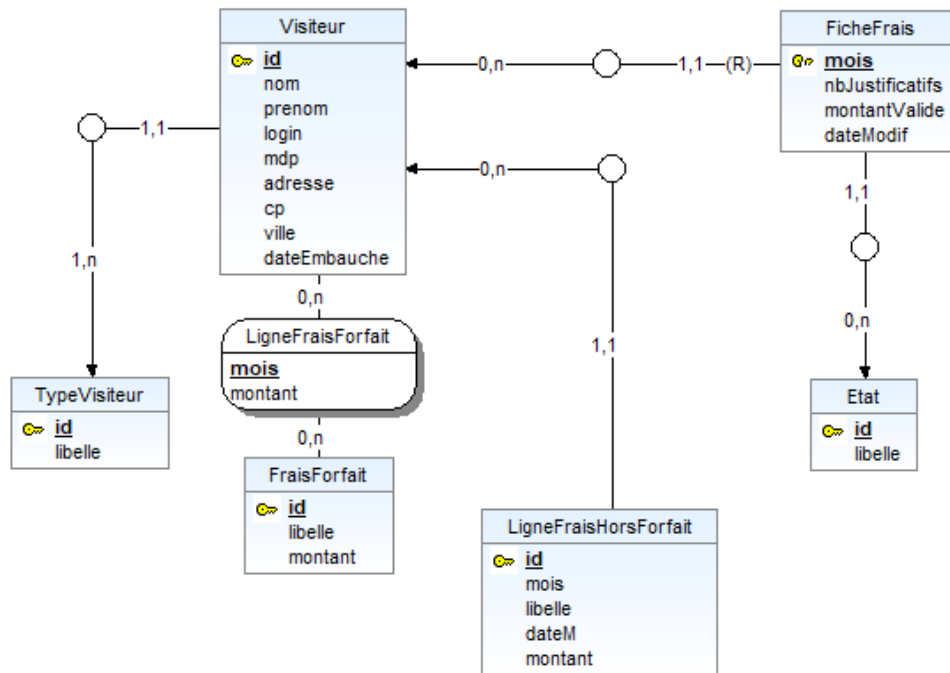 Visiteur
id
nom
prenom
login
mdp
adresse
cp
ville
dateEmbauche
0,n
1,1
(R)
FicheFrais
mois
nbJustificatifs
montantValide
dateModif
1,1
0,n
1,1
1,n
0,n
1,1
0,n
LigneFraisForfait
mois
montant
0,n
TypeVisiteur
id
libelle
Etat
id
libelle
FraisForfait
id
libelle
montant
LigneFraisHorsForfait
id
mois
libelle
dateM
montant